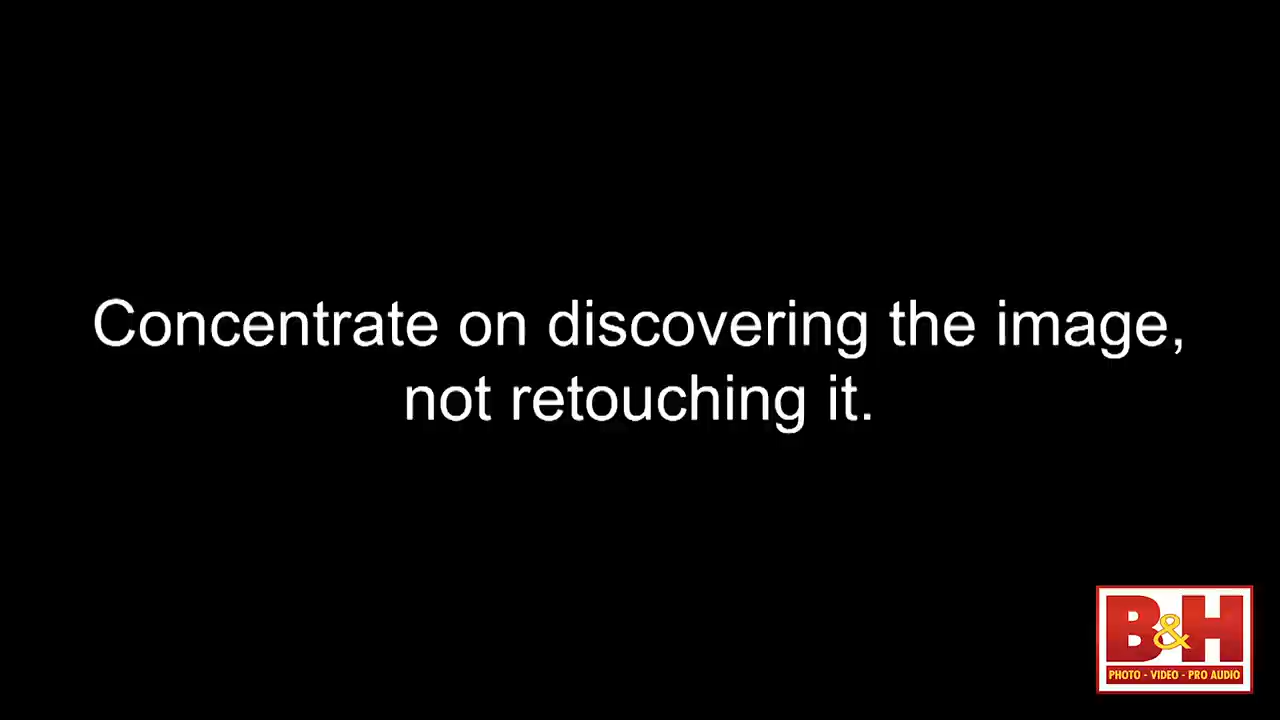 Concentrate on discovering the image,
not retouching it.
B&H
PHOTO - VIDEO - PRO AUDIO